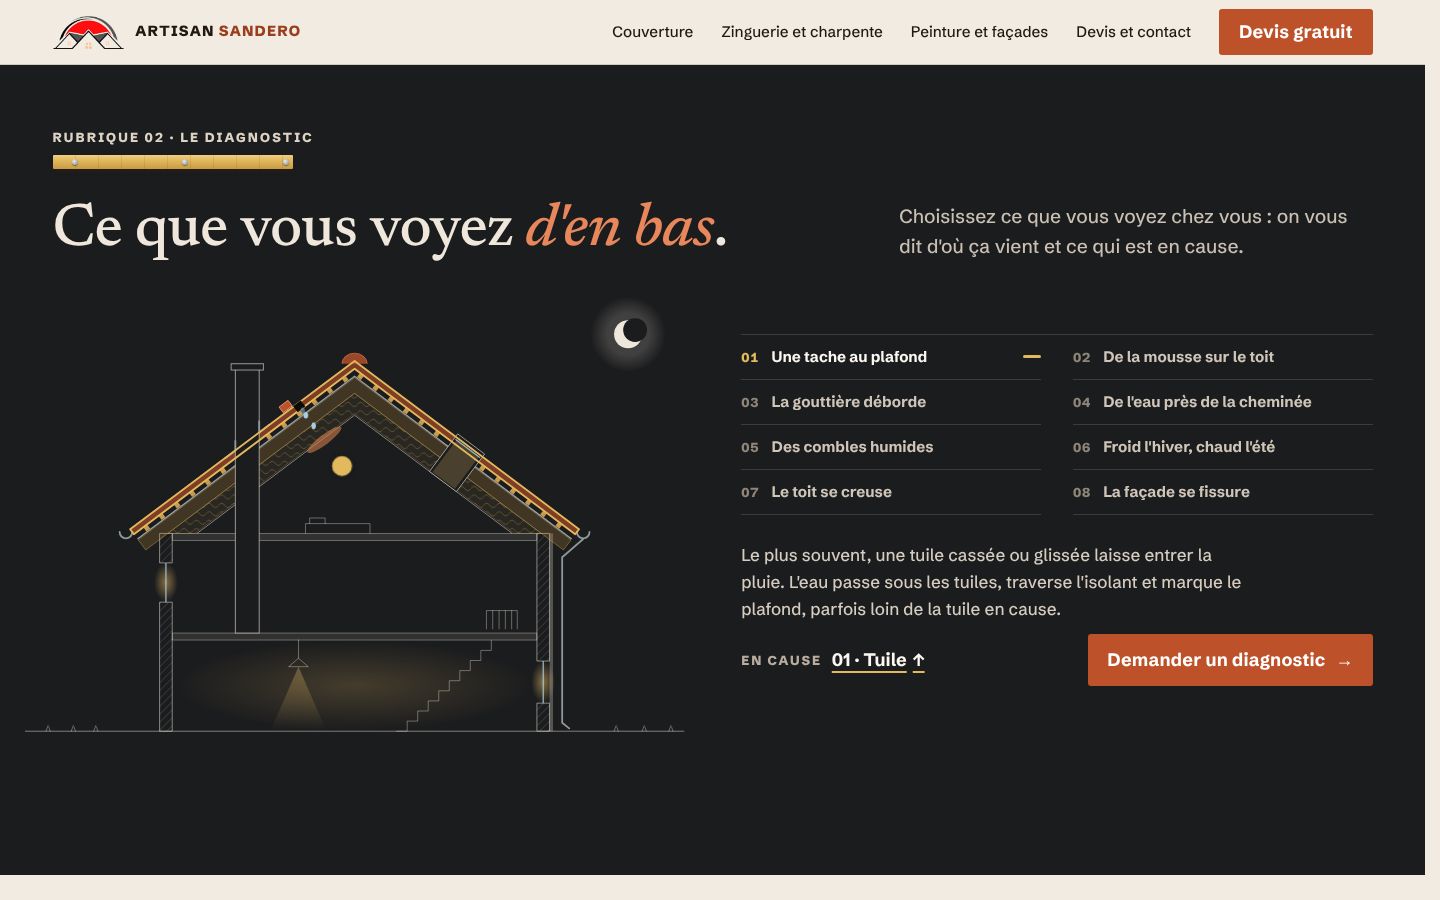 ARTISAN SANDERO
Couverture
Zinguerie et charpente
Peinture et façades
Devis et contact
Devis gratuit
RUBRIQUE 02 · LE DIAGNOSTIC
Ce que vous voyez d'en bas.
Choisissez ce que vous voyez chez vous : on vous
dit d'où ça vient et ce qui est en cause.
01 Une tache au plafond
02 De la mousse sur le toit
03 La gouttière déborde
04 De l'eau près de la cheminée
05 Des combles humides
06 Froid l'hiver, chaud l'été
07 Le toit se creuse
08 La façade se fissure
Le plus souvent, une tuile cassée ou glissée laisse entrer la
pluie. L'eau passe sous les tuiles, traverse l'isolant et marque le
plafond, parfois loin de la tuile en cause.
EN CAUSE 01 · Tuile ↑
Demander un diagnostic →